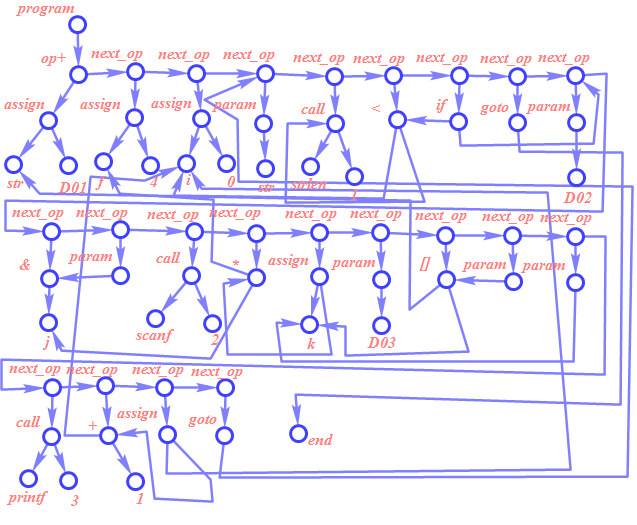 program
op+ next_op next_op next_op next_op next_op next_op next_op next_op
assign assign assign param call < if goto param
str D01 j 4 i 0 str strlen 1 D02
next_op next_op next_op next_op next_op next_op next_op next_op next_op
& param call * assign param [] param param
j scanf 2 k D03
next_op next_op next_op next_op
call + assign goto end
printf 3 1